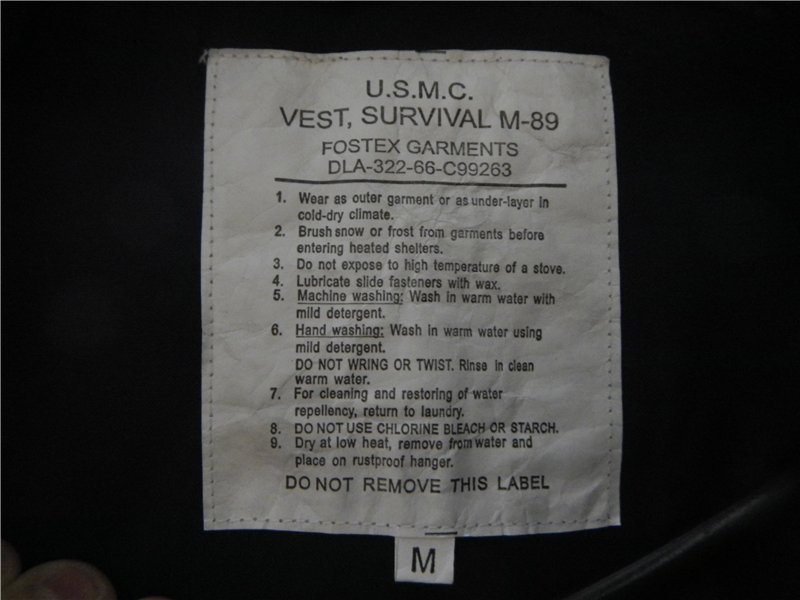 U.S.M.C.
VEST, SURVIVAL M-89
FOSTEX GARMENTS
DLA-322-66-C99263
1. Wear as outer garment or as under-layer in
cold-dry climate.
2. Brush snow or frost from garments before
entering heated shelters.
3. Do not expose to high temperature of a stove.
4. Lubricate slide fasteners with wax.
5. Machine washing: Wash in warm water with
mild detergent.
6. Hand washing: Wash in warm water using
mild detergent.
DO NOT WRING OR TWIST. Rinse in clean
warm water.
7. For cleaning and restoring of water
repellency, return to laundry.
8. DO NOT USE CHLORINE BLEACH OR STARCH.
9. Dry at low heat, remove from water and
place on rustproof hanger.
DO NOT REMOVE THIS LABEL
M